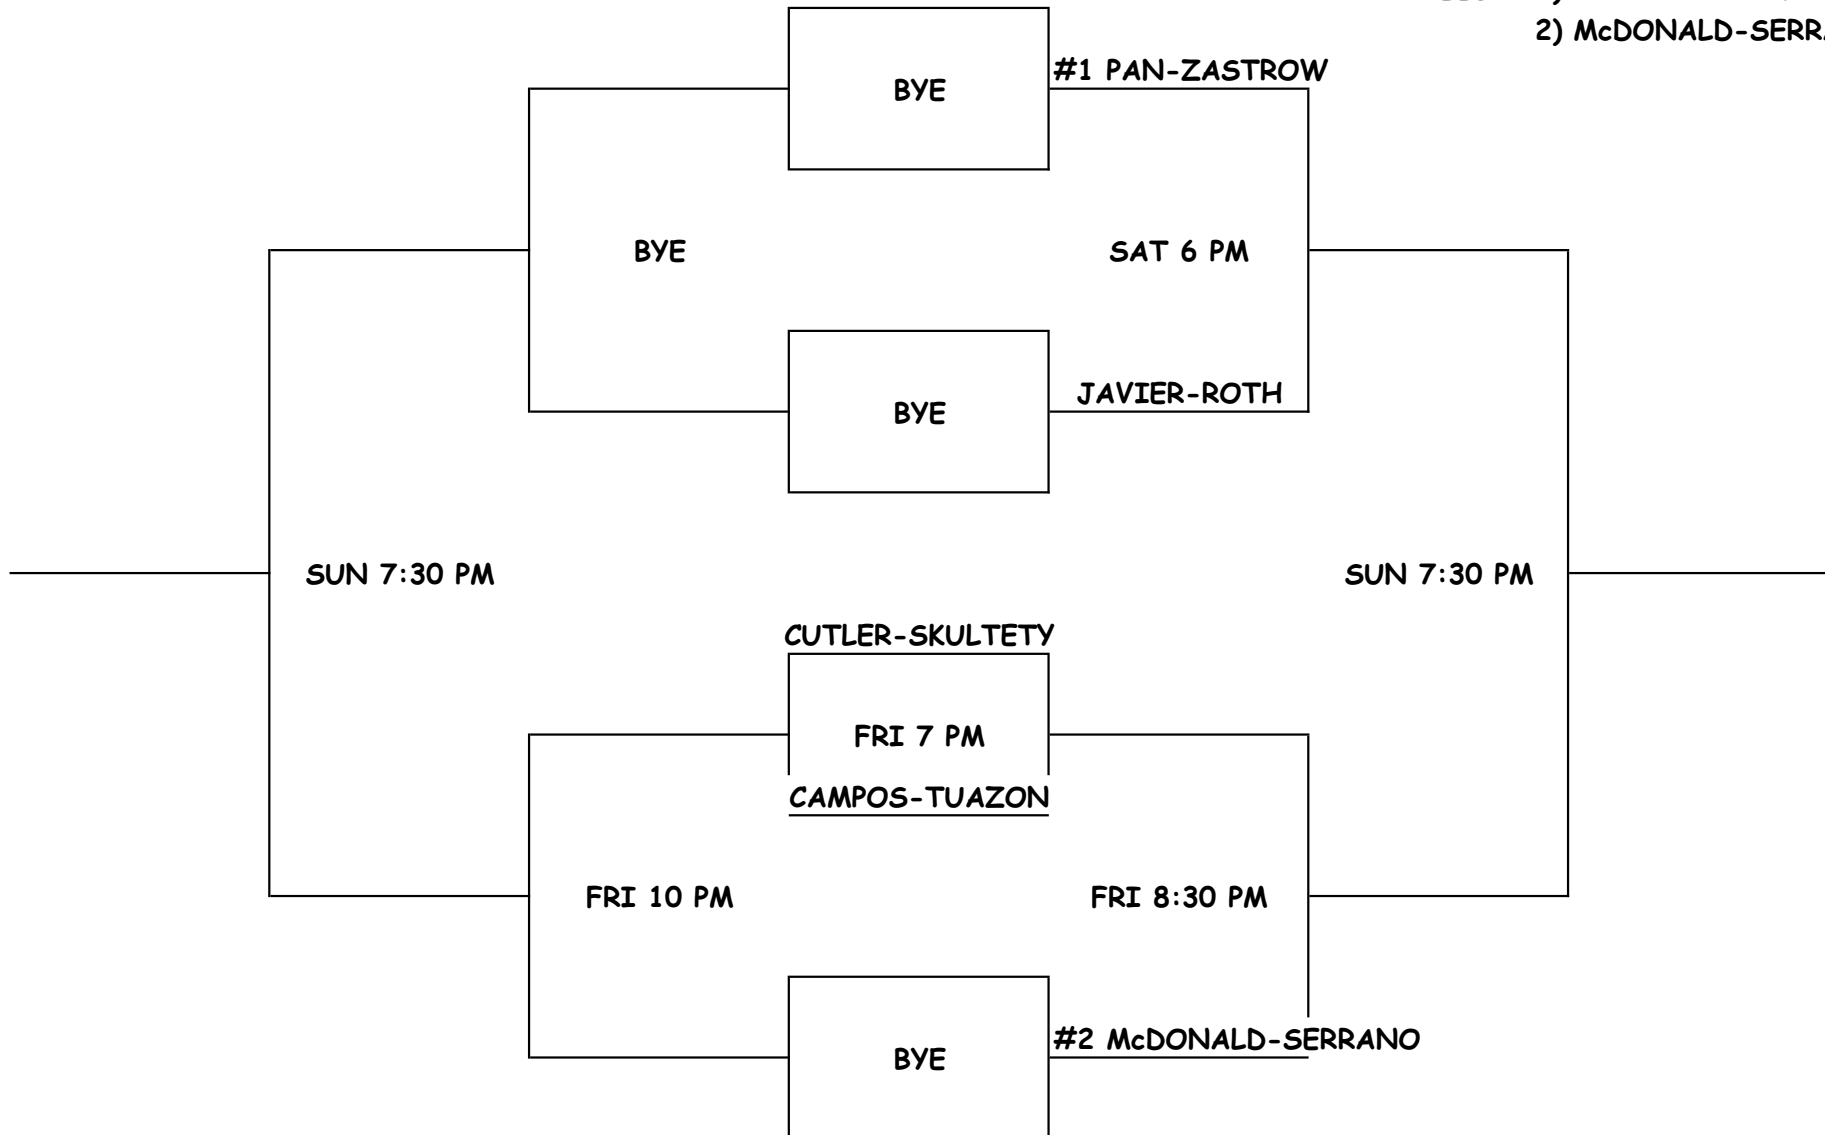 2) McDONALD-SERRA
#1 PAN-ZASTROW
BYE
BYE
SAT 6 PM
JAVIER-ROTH
BYE
SUN 7:30 PM
SUN 7:30 PM
CUTLER-SKULTETY
FRI 7 PM
CAMPOS-TUAZON
FRI 10 PM
FRI 8:30 PM
#2 McDONALD-SERRANO
BYE